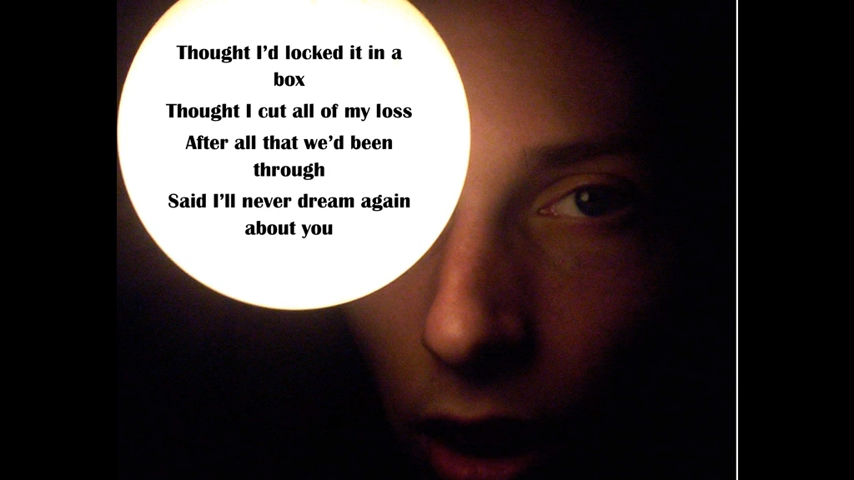 Thought I’d locked it in a
box
Thought I cut all of my loss
After all that we’d been
through
Said I’ll never dream again
about you